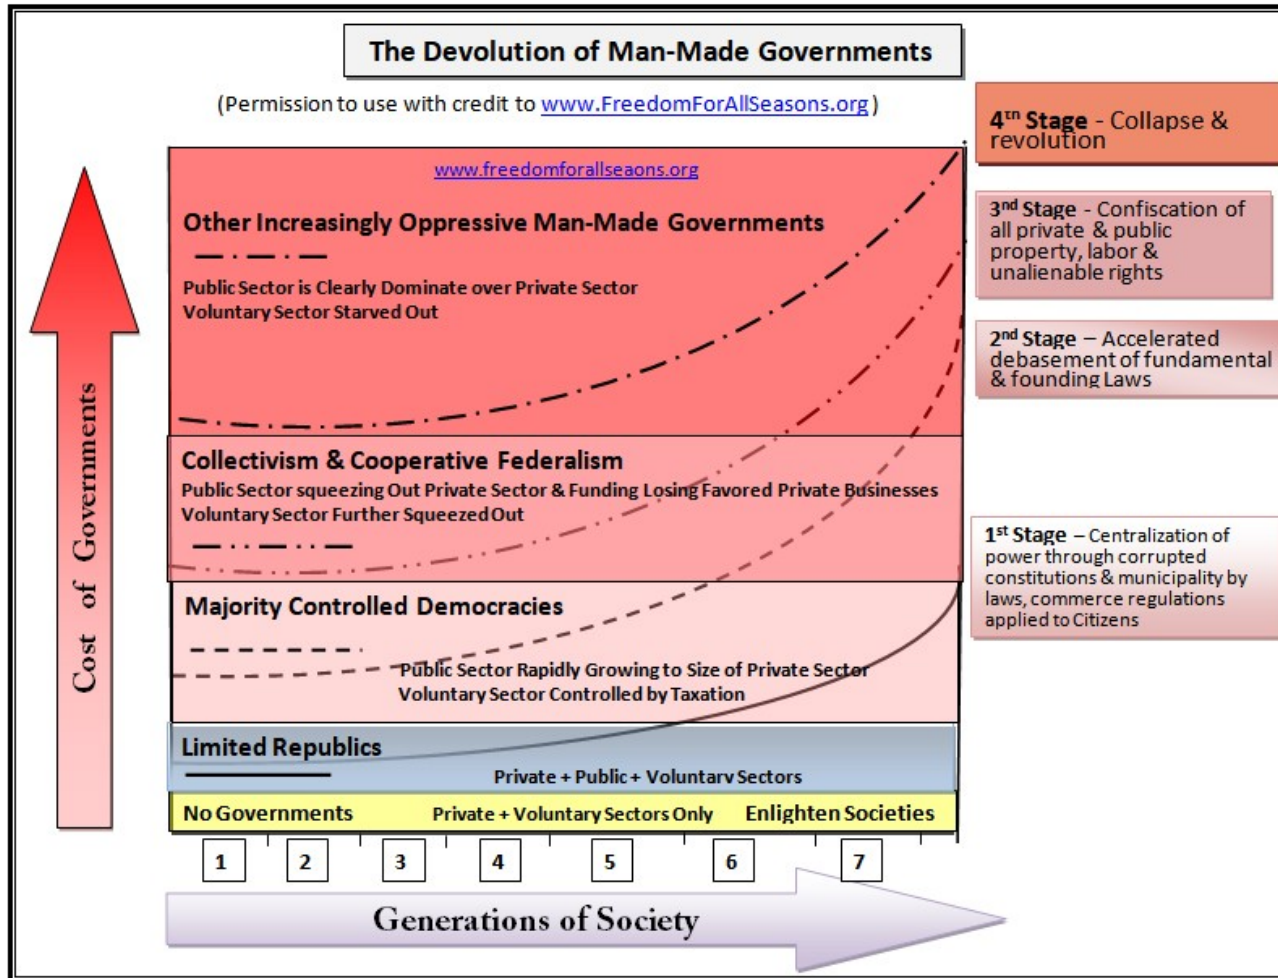 The Devolution of Man-Made Governments
(Permission to use with credit to www.FreedomForAllSeasons.org)
www.freedomforallseaons.org
Other Increasingly Oppressive Man-Made Governments
Public Sector is Clearly Dominate over Private Sector
Voluntary Sector Starved Out
Collectivism & Cooperative Federalism
Public Sector squeezing Out Private Sector & Funding Losing Favored Private Businesses
Voluntary Sector Further Squeezed Out
Majority Controlled Democracies
Public Sector Rapidly Growing to Size of Private Sector
Voluntary Sector Controlled by Taxation
Limited Republics
Private + Public + Voluntary Sectors
No Governments Private + Voluntary Sectors Only Enlighten Societies
1 2 3 4 5 6 7
Generations of Society
Cost of Governments
4th Stage - Collapse &
revolution
3nd Stage - Confiscation of
all private & public
property, labor &
unalienable rights
2nd Stage – Accelerated
debasement of fundamental
& founding Laws
1st Stage – Centralization of
power through corrupted
constitutions & municipality by
laws, commerce regulations
applied to Citizens